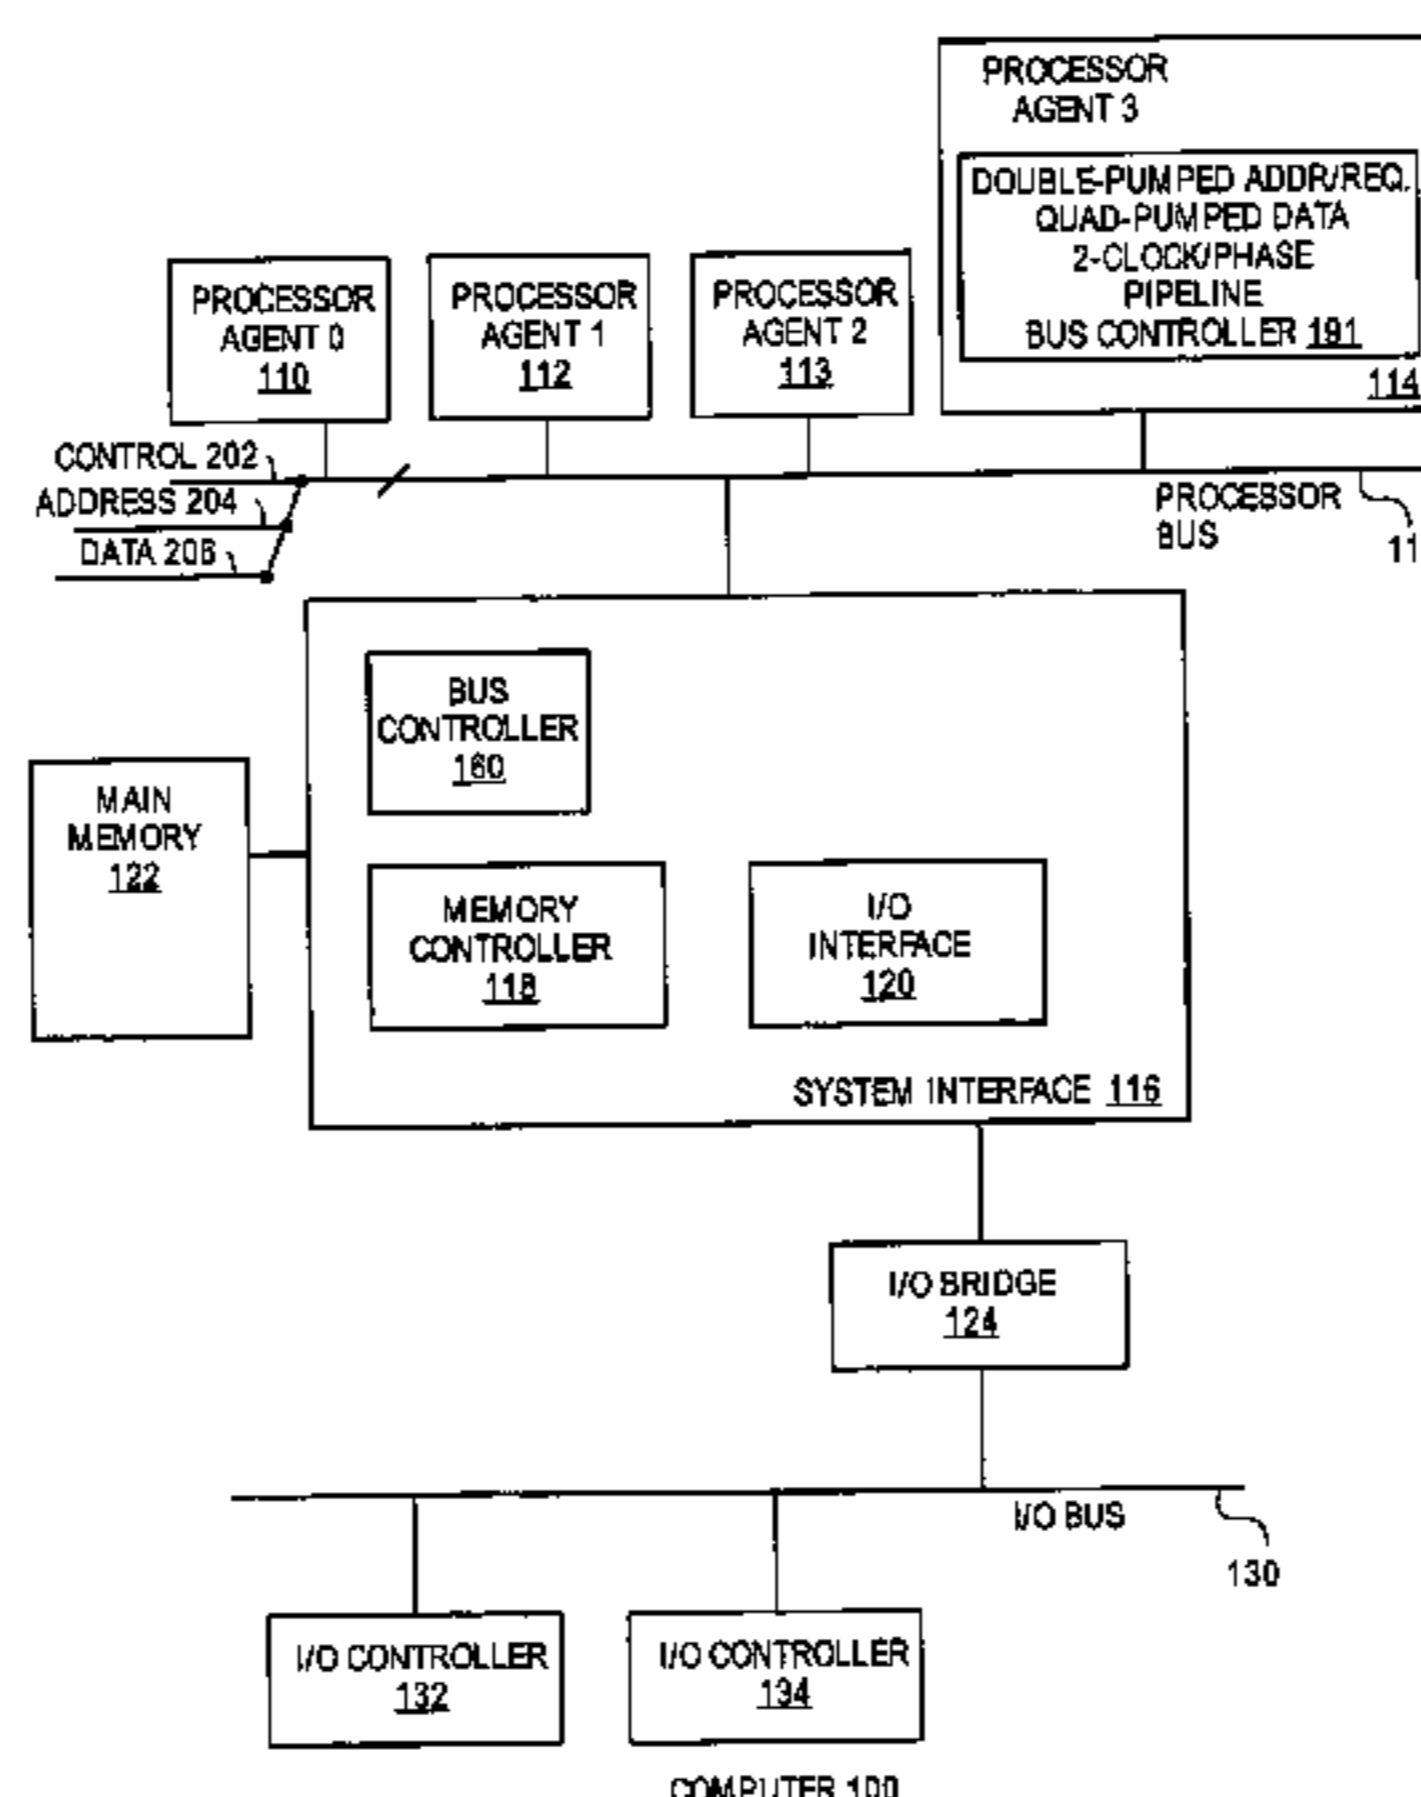 PROCESSOR
AGENT 3
DOUBLE-PUMPED ADDR/REQ.
QUAD-PUMPED DATA
2-CLOCK/PHASE
PIPELINE
BUS CONTROLLER 191
114
PROCESSOR
AGENT 0
110
PROCESSOR
AGENT 1
112
PROCESSOR
AGENT 2
113
CONTROL 202
ADDRESS 204
DATA 206
PROCESSOR
BUS
11
BUS
CONTROLLER
160
MAIN
MEMORY
122
MEMORY
CONTROLLER
118
I/O
INTERFACE
120
SYSTEM INTERFACE 116
I/O BRIDGE
124
I/O BUS
130
I/O CONTROLLER
132
I/O CONTROLLER
134
COMPUTER 100